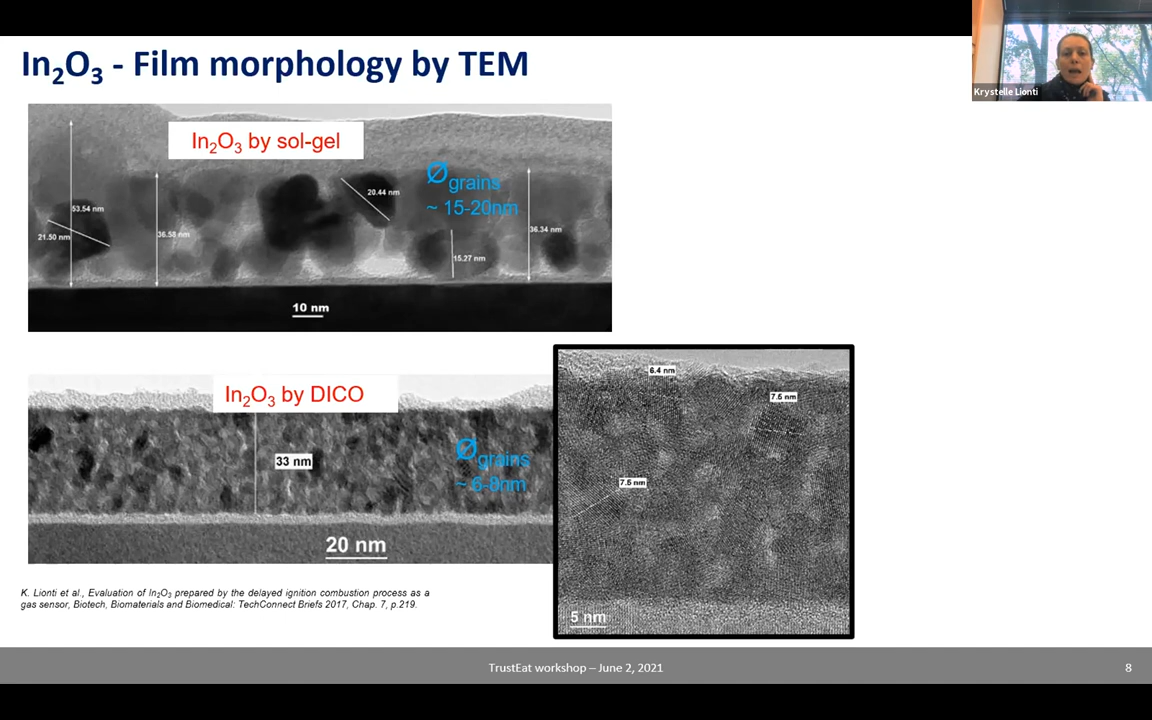 In₂O₃ - Film morphology by TEM
Krystelle Lionti
In₂O₃ by sol-gel
Ø grains
~ 15-20nm
20.44 nm
53.54 nm
21.50 nm
36.58 nm
36.34 nm
15.27 nm
10 nm
In₂O₃ by DICO
33 nm
Ø grains
~ 6-8nm
20 nm
6.4 nm
7.5 nm
7.5 nm
5 nm
K. Lionti et al., Evaluation of In₂O₃ prepared by the delayed ignition combustion process as a
gas sensor, Biotech, Biomaterials and Biomedical: TechConnect Briefs 2017, Chap. 7, p.219.
TrustEat workshop – June 2, 2021
8